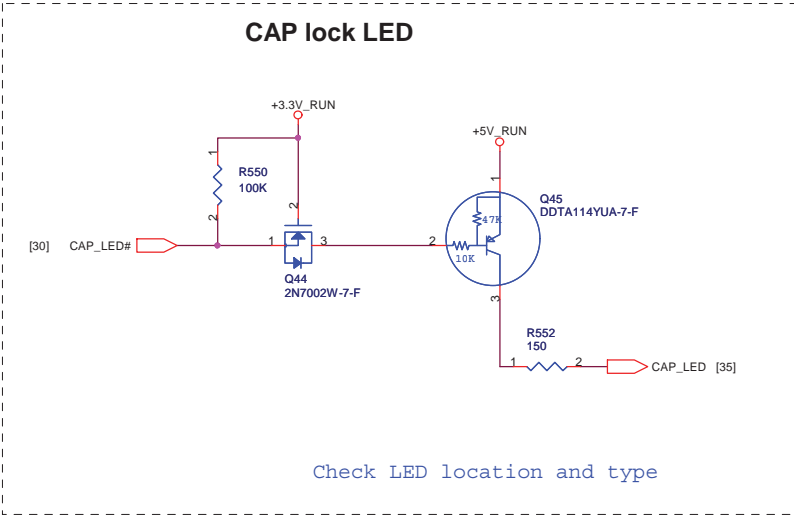 CAP lock LED
+3.3V_RUN
+5V_RUN
1
R550
100K
2
2
1
Q45
DDTA114YUA-7-F
47K
10K
[30] CAP_LED#
1
3
2
Q44
2N7002W-7-F
3
R552
150
1
2
CAP_LED [35]
Check LED location and type